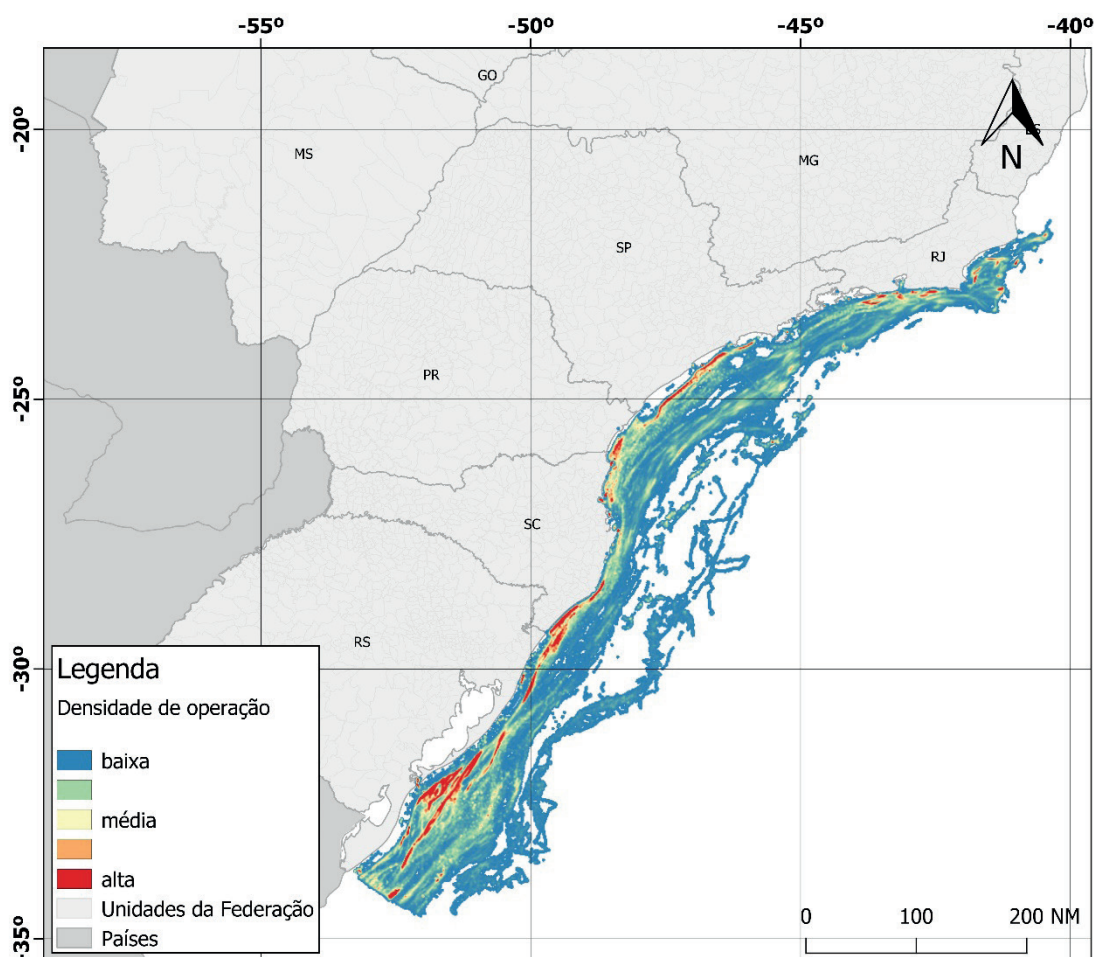 -55º -50º -45º -40º
GO
-20º
ES
MS
MG
N
SP
RJ
-25º
PR
SC
-30º
RS
Legenda
Densidade de operação
baixa
média
alta
Unidades da Federação
Países
0 100 200 NM
-35º